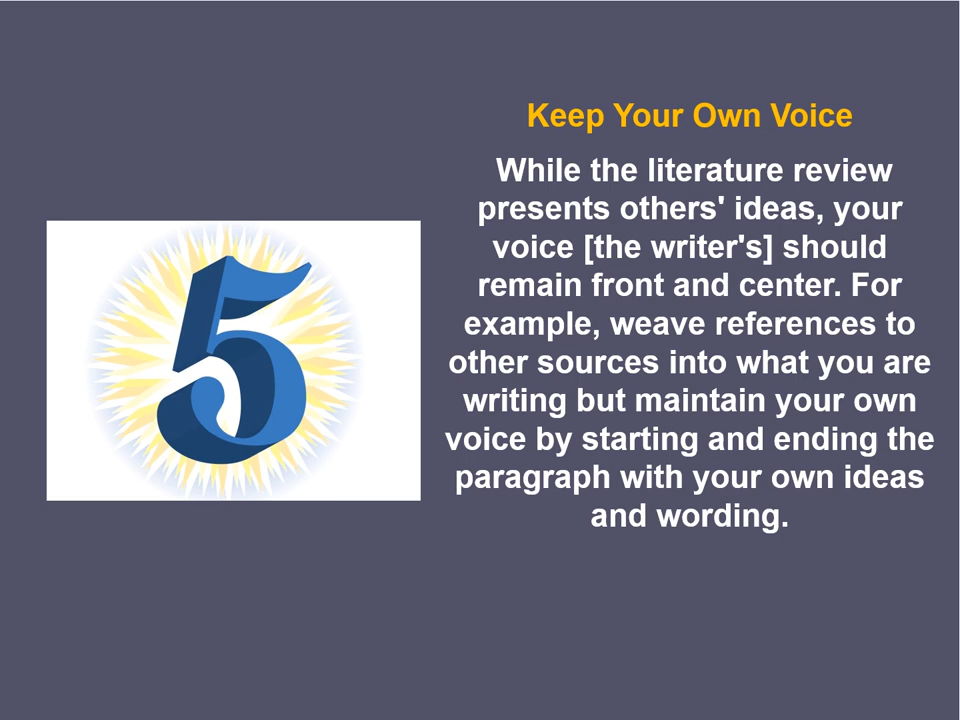 5
Keep Your Own Voice
While the literature review
presents others' ideas, your
voice [the writer's] should
remain front and center. For
example, weave references to
other sources into what you are
writing but maintain your own
voice by starting and ending the
paragraph with your own ideas
and wording.